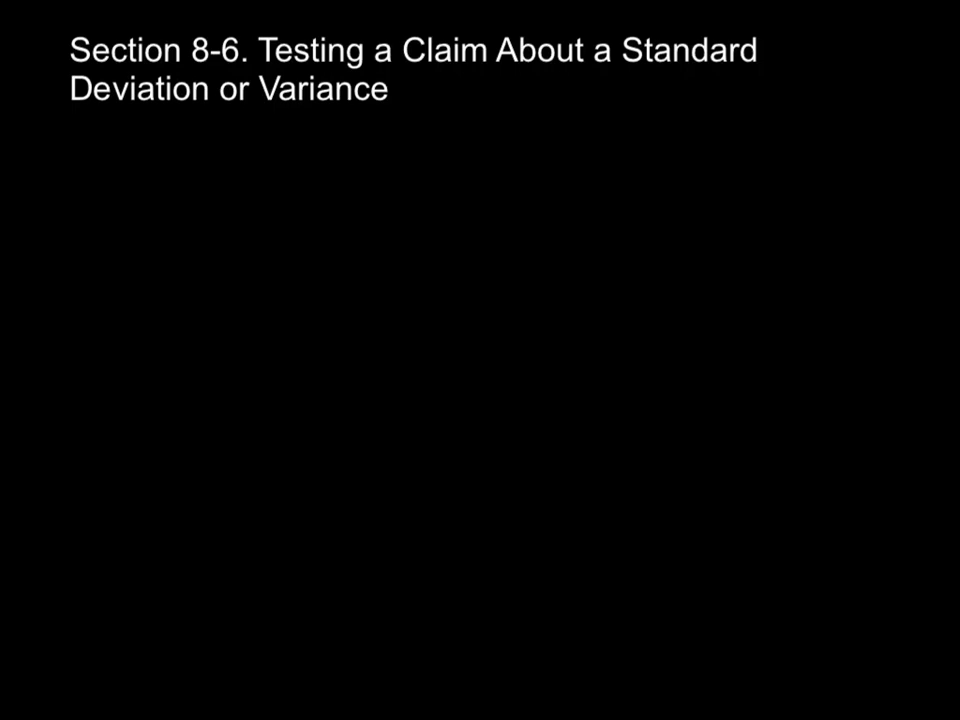 Section 8-6. Testing a Claim About a Standard
Deviation or Variance